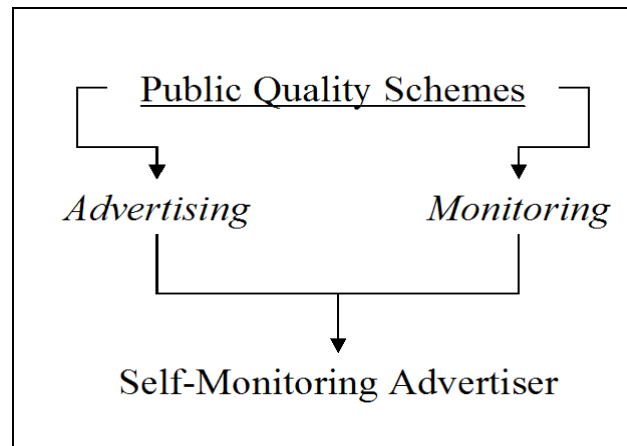 Public Quality Schemes
Advertising Monitoring
Self-Monitoring Advertiser